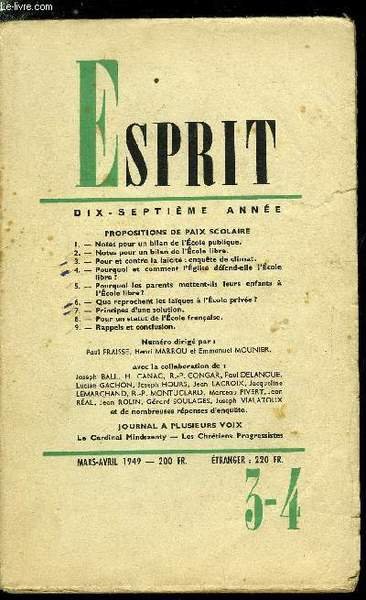 Le-Livre.com
ESPRIT
DIX-SEPTIÈME ANNÉE
PROPOSITIONS DE PAIX SCOLAIRE
1. — Notes pour un bilan de l'École publique.
2. — Notes pour un bilan de l'École libre.
3. — Pour et contre la laïcité : enquête de climat.
4. — Pourquoi et comment l'Église défend-elle l'École
libre ?
5. — Pourquoi les parents mettent-ils leurs enfants à
l'École libre ?
6. — Que reprochent les laïques à l'École privée ?
7. — Principes d'une solution.
8. — Pour un statut de l'École française.
9. — Rappels et conclusion.
Numéro dirigé par :
Paul FRAISSE, Henri MARROU et Emmanuel MOUNIER.
avec la collaboration de :
Joseph BALL, H. CANAC, R.-P. CONGAR, Paul DELANGUE,
Lucien GACHON, Joseph HOURS, Jean LACROIX, Jacqueline
LEMARCHAND, R.-P. MONTUCLARD, Marceau PIVERT, Jean
RÉAL, Jean ROLIN, Gérard SOULAGES, Joseph VIALATOUX
et de nombreuses réponses d'enquête.
JOURNAL A PLUSIEURS VOIX
Le Cardinal Mindszenty — Les Chrétiens Progressistes
MARS-AVRIL 1949 — 200 FR. ÉTRANGER : 220 FR.
3-4